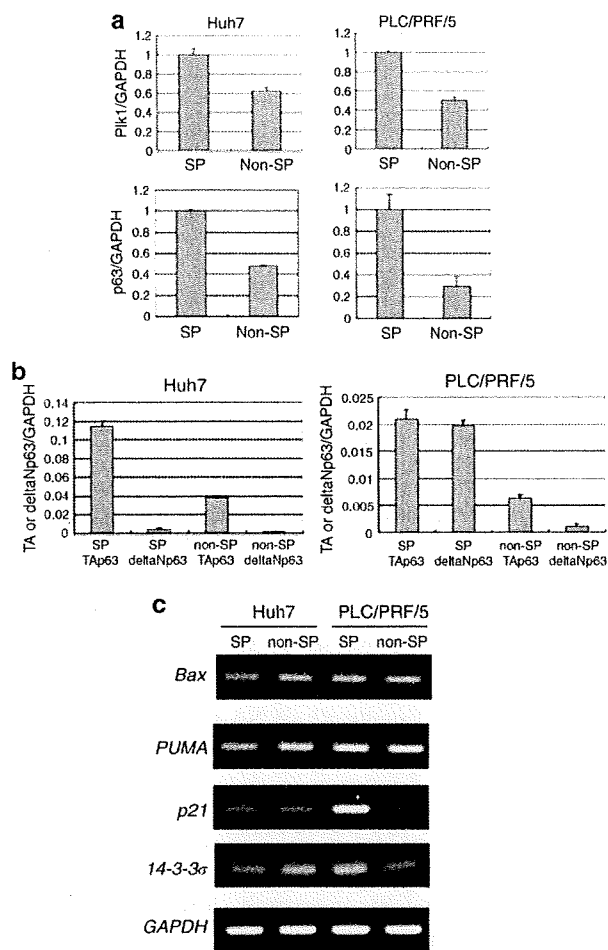 a
Huh7
PLC/PRF/5
Plk1/GAPDH
1.2
1
0.8
0.6
0.4
0.2
0
SP Non-SP
1.2
1
0.8
0.6
0.4
0.2
0
SP Non-SP
p63/GAPDH
1.2
1
0.8
0.6
0.4
0.2
0
SP Non-SP
1.2
1
0.8
0.6
0.4
0.2
0
SP Non-SP
b
Huh7
TA or deltaNp63/GAPDH
0.14
0.12
0.1
0.08
0.06
0.04
0.02
0
SP SP non-SP non-SP
TAp63 deltaNp63 TAp63 deltaNp63
PLC/PRF/5
TA or deltaNp63/GAPDH
0.025
0.02
0.015
0.01
0.005
0
SP SP non-SP non-SP
TAp63 deltaNp63 TAp63 deltaNp63
c
Huh7 PLC/PRF/5
SP non-SP SP non-SP
Bax
PUMA
p21
14-3-3σ
GAPDH